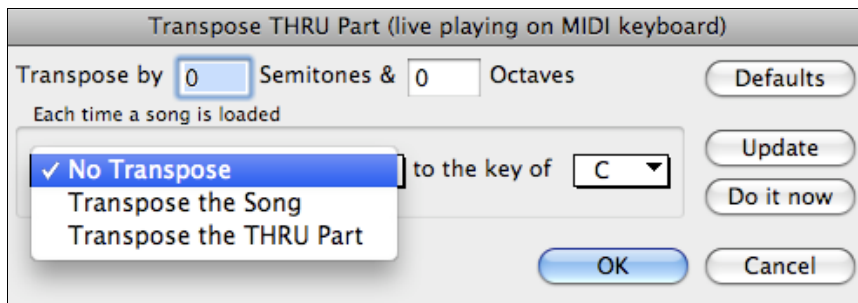 Transpose THRU Part (live playing on MIDI keyboard)
Transpose by 0 Semitones & 0 Octaves
Defaults
Each time a song is loaded
✓ No Transpose to the key of C
Update
Transpose the Song
Do it now
Transpose the THRU Part
OK Cancel